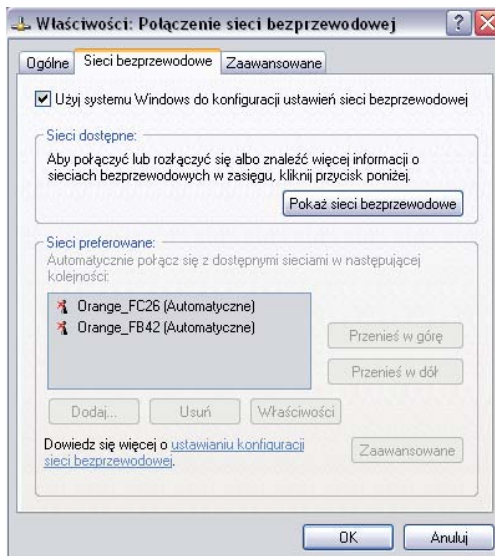 Właściwości: Połączenie sieci bezprzewodowej
Ogólne Sieci bezprzewodowe Zaawansowane
Użyj systemu Windows do konfiguracji ustawień sieci bezprzewodowej
Sieci dostępne:
Aby połączyć lub rozłączyć się albo znaleźć więcej informacji o
sieciach bezprzewodowych w zasięgu, kliknij przycisk poniżej.
Pokaż sieci bezprzewodowe
Sieci preferowane:
Automatycznie połącz się z dostępnymi sieciami w następującej
kolejności:
Orange_FC26 (Automatyczne)
Orange_FB42 (Automatyczne)
Przenieś w górę
Przenieś w dół
Dodaj... Usuń Właściwości
Dowiedz się więcej o ustawianiu konfiguracji
sieci bezprzewodowej.
Zaawansowane
OK Anuluj